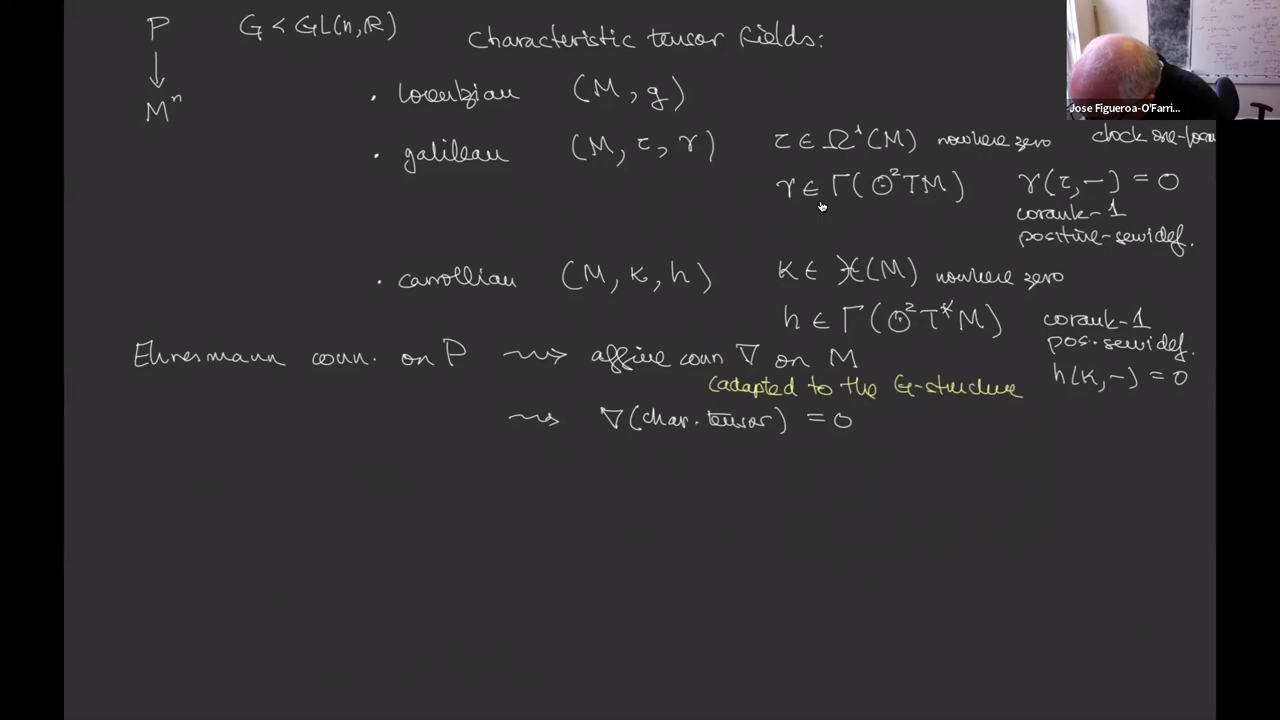 P G < GL(n, ℝ) Characteristic tensor fields:
↓
Mⁿ
• lorentzian (M, g)
• galilean (M, τ, γ) τ ∈ Ω¹(M) nowhere zero clock one-form
γ ∈ Γ(⊙²TM) γ(τ, –) = 0
corank-1
positive-semidef.
• carrollian (M, κ, h) κ ∈ 𝔛(M) nowhere zero
h ∈ Γ(⊙²T*M) corank-1
pos. semidef.
h(κ, –) = 0
Ehresmann conn. on P ⇝ affine conn ∇ on M
(adapted to the G-structure
⇝ ∇(char. tensor) = 0
Jose Figueroa-O'Farri...